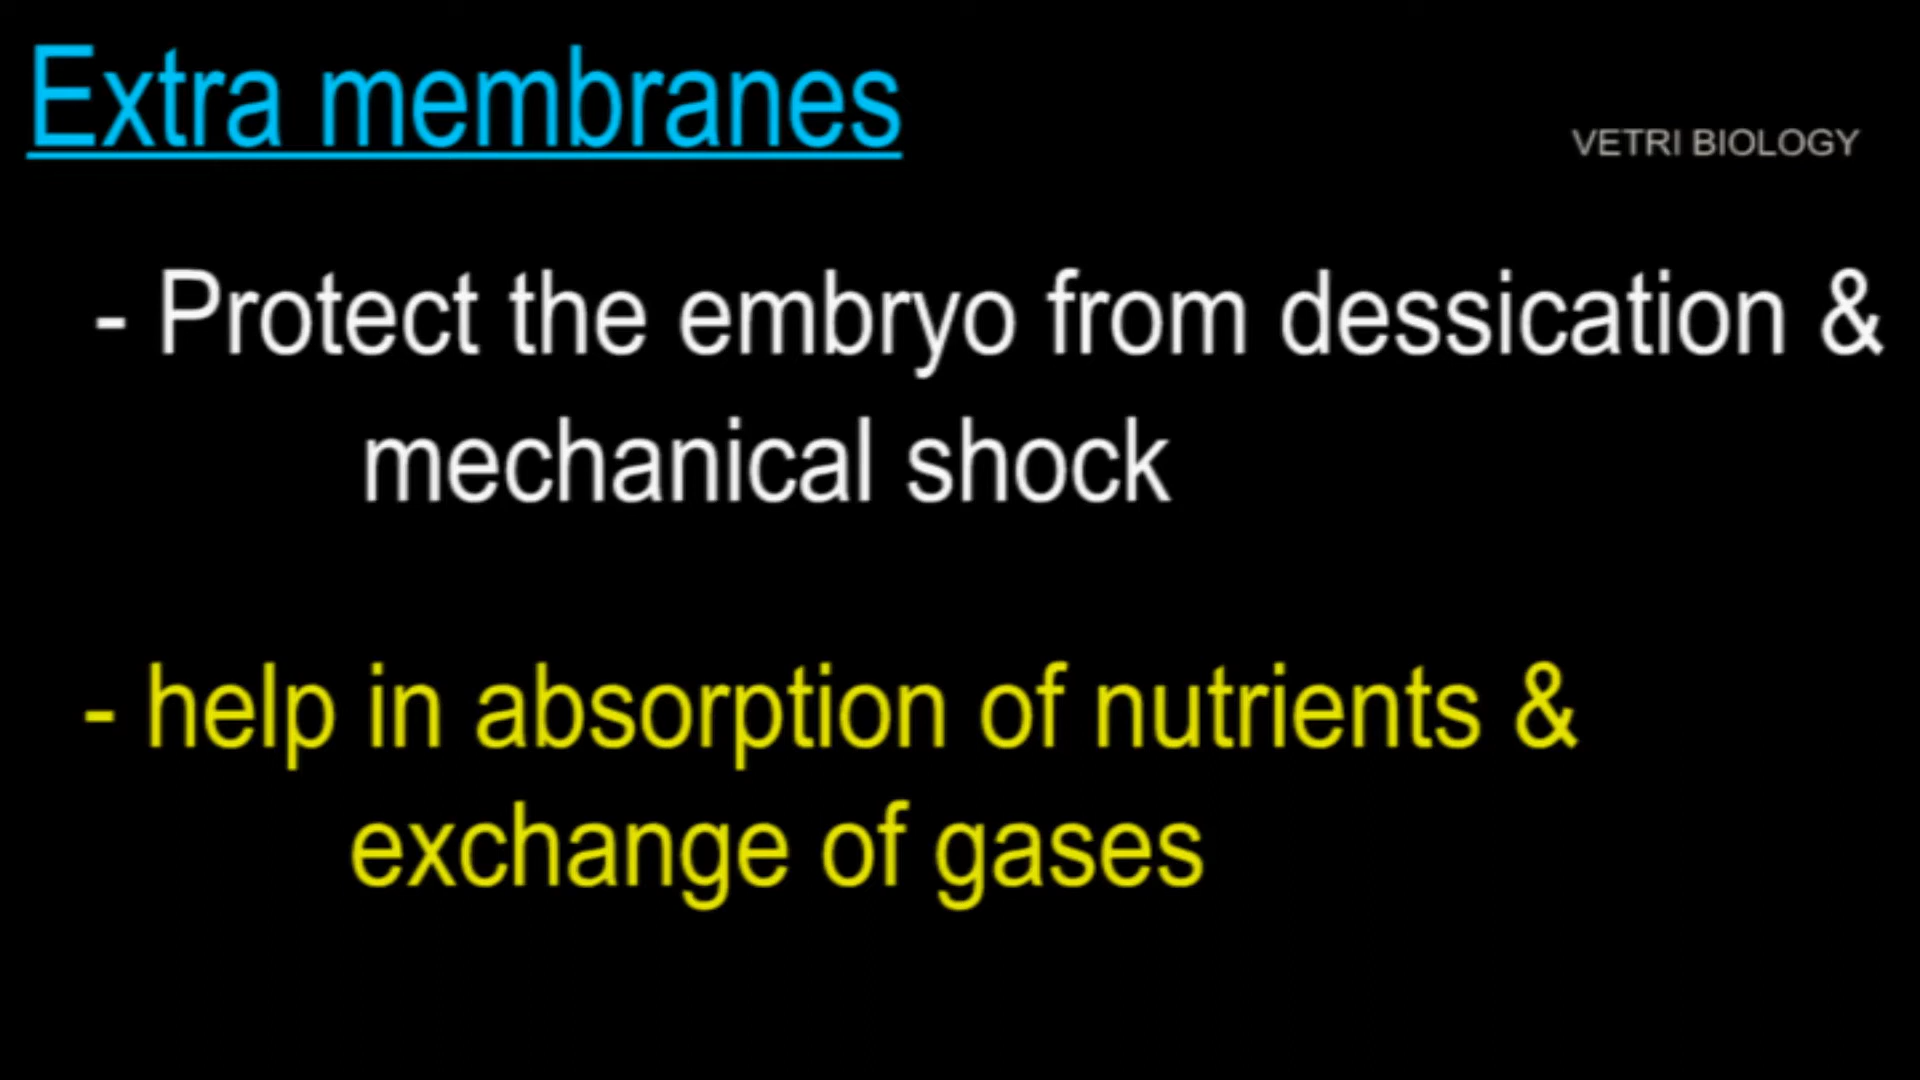 Extra membranes
VETRI BIOLOGY
- Protect the embryo from dessication &
mechanical shock
- help in absorption of nutrients &
exchange of gases